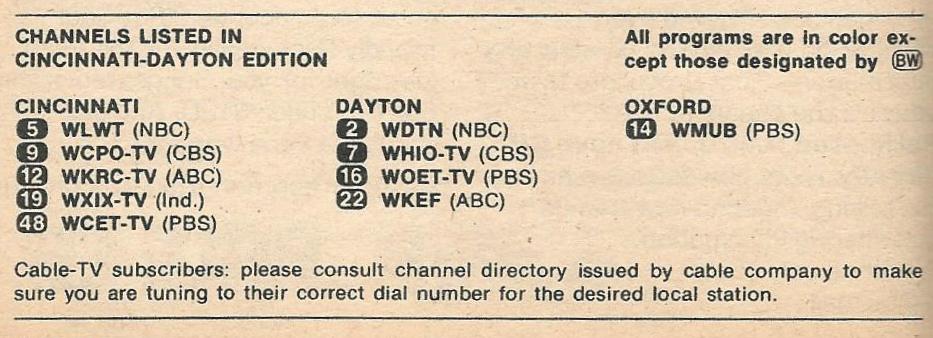 CHANNELS LISTED IN
CINCINNATI-DAYTON EDITION
All programs are in color ex-
cept those designated by BW
CINCINNATI
5 WLWT (NBC)
9 WCPO-TV (CBS)
12 WKRC-TV (ABC)
19 WXIX-TV (Ind.)
48 WCET-TV (PBS)
DAYTON
2 WDTN (NBC)
7 WHIO-TV (CBS)
16 WOET-TV (PBS)
22 WKEF (ABC)
OXFORD
14 WMUB (PBS)
Cable-TV subscribers: please consult channel directory issued by cable company to make
sure you are tuning to their correct dial number for the desired local station.